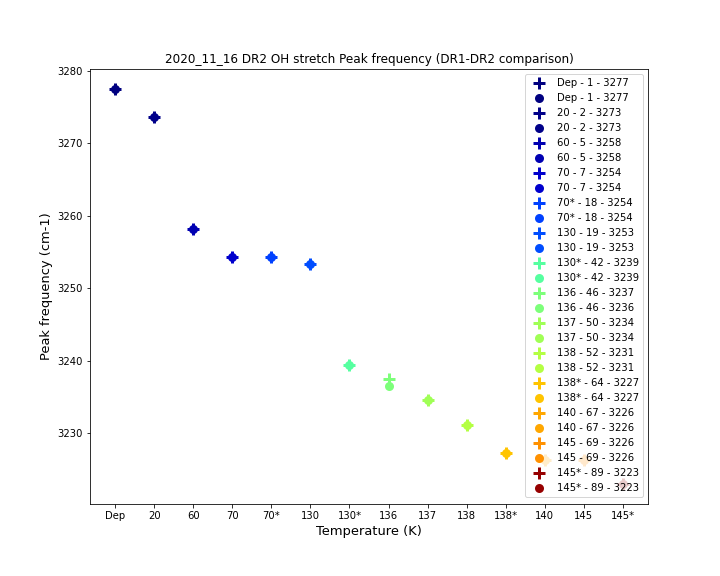 2020_11_16 DR2 OH stretch Peak frequency (DR1-DR2 comparison)
Peak frequency (cm-1)
3280
3270
3260
3250
3240
3230
Dep - 1 - 3277
Dep - 1 - 3277
20 - 2 - 3273
20 - 2 - 3273
60 - 5 - 3258
60 - 5 - 3258
70 - 7 - 3254
70 - 7 - 3254
70* - 18 - 3254
70* - 18 - 3254
130 - 19 - 3253
130 - 19 - 3253
130* - 42 - 3239
130* - 42 - 3239
136 - 46 - 3237
136 - 46 - 3236
137 - 50 - 3234
137 - 50 - 3234
138 - 52 - 3231
138 - 52 - 3231
138* - 64 - 3227
138* - 64 - 3227
140 - 67 - 3226
140 - 67 - 3226
145 - 69 - 3226
145 - 69 - 3226
145* - 89 - 3223
145* - 89 - 3223
Dep 20 60 70 70* 130 130* 136 137 138 138* 140 145 145*
Temperature (K)